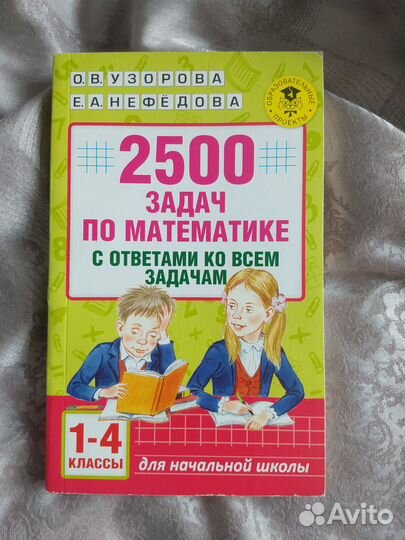 О.В. УЗОРОВА
Е.А. НЕФЁДОВА
ОБРАЗОВАТЕЛЬНЫЕ
ПРОЕКТЫ
2500
ЗАДАЧ
ПО МАТЕМАТИКЕ
С ОТВЕТАМИ КО ВСЕМ
ЗАДАЧАМ
1-4
КЛАССЫ
для начальной школы
Avito